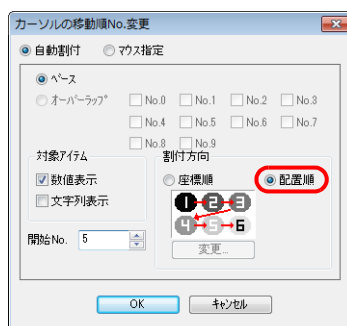 カーソルの移動順No.変更
自動割付 マウス指定
ベース
オーバーラップ No.0 No.1 No.2 No.3
No.4 No.5 No.6 No.7
No.8 No.9
対象アイテム 割付方向
数値表示 座標順 配置順
文字列表示
1 2 3
4 5 6
開始No. 5
変更...
OK キャンセル